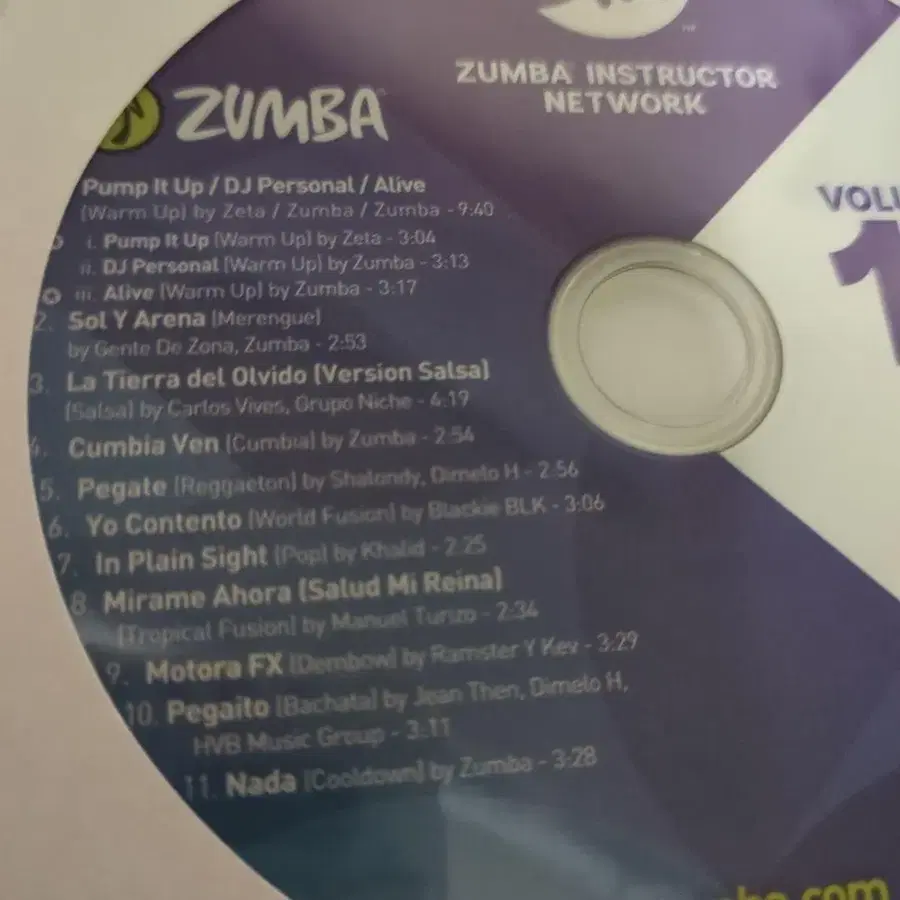 ZUMBA INSTRUCTOR
NETWORK
ZUMBA
Pump It Up / DJ Personal / Alive
(Warm Up) by Zeta / Zumba / Zumba - 9:40
i. Pump It Up (Warm Up) by Zeta - 3:04
ii. DJ Personal (Warm Up) by Zumba - 3:13
iii. Alive (Warm Up) by Zumba - 3:17
2. Sol Y Arena (Merengue)
by Gente De Zona, Zumba - 2:53
3. La Tierra del Olvido (Version Salsa)
(Salsa) by Carlos Vives, Grupo Niche - 4:19
4. Cumbia Ven (Cumbia) by Zumba - 2:54
5. Pegate (Reggaeton) by Shalondy, Dimelo H - 2:56
6. Yo Contento (World Fusion) by Blackie BLK - 3:06
7. In Plain Sight (Pop) by Khalid - 2:25
8. Mirame Ahora (Salud Mi Reina)
(Tropical Fusion) by Manuel Turizo - 2:34
9. Motora FX (Dembow) by Ramster Y Kev - 3:29
10. Pegaito (Bachata) by Jean Then, Dimelo H,
HVB Music Group - 3:11
11. Nada (Cooldown) by Zumba - 3:28